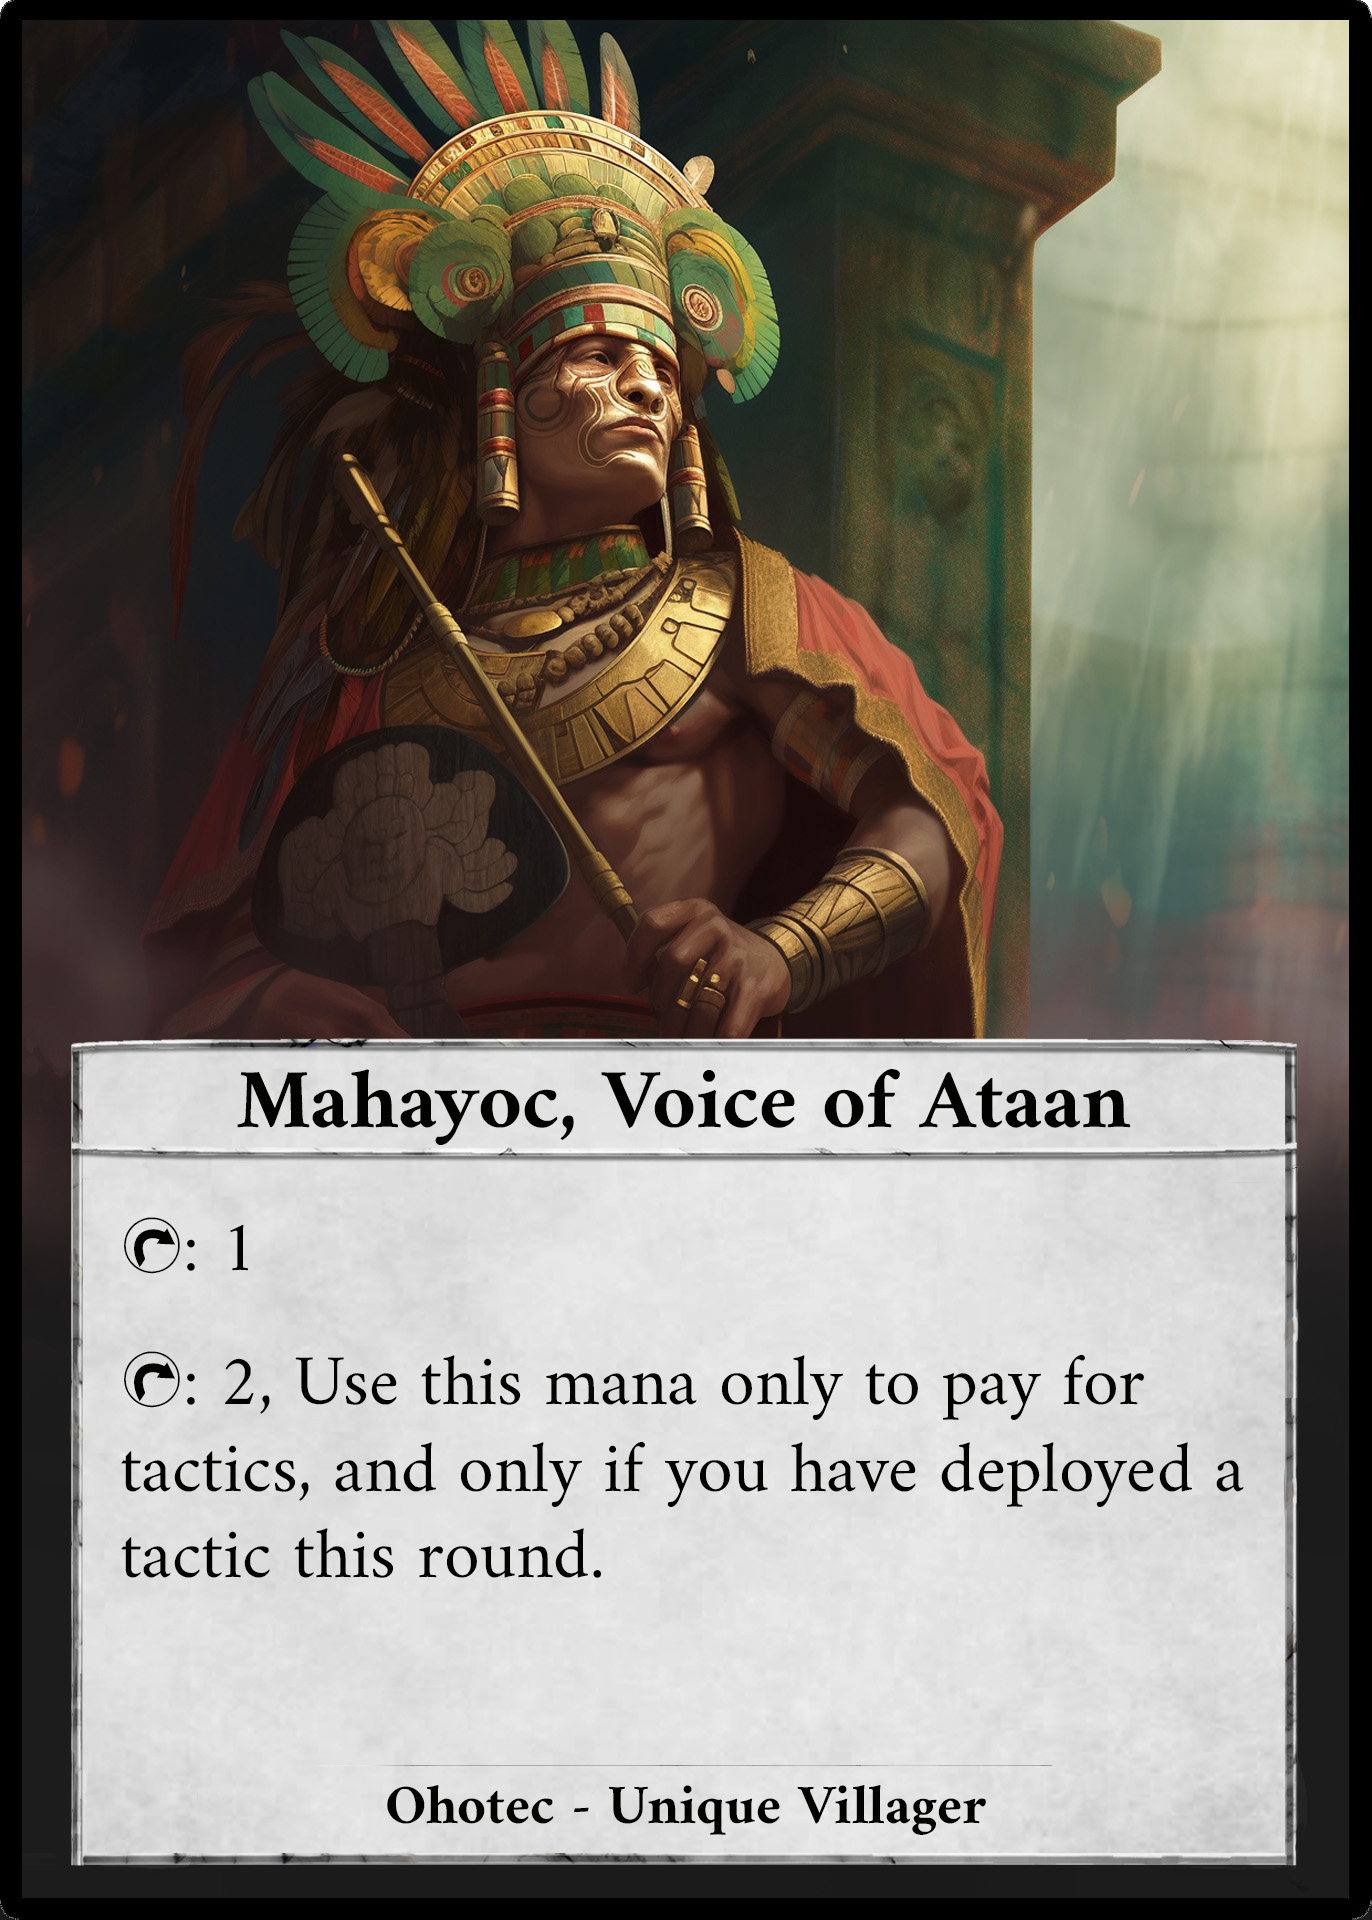 Mahayoc, Voice of Ataan
: 1
: 2, Use this mana only to pay for
tactics, and only if you have deployed a
tactic this round.
Ohotec - Unique Villager